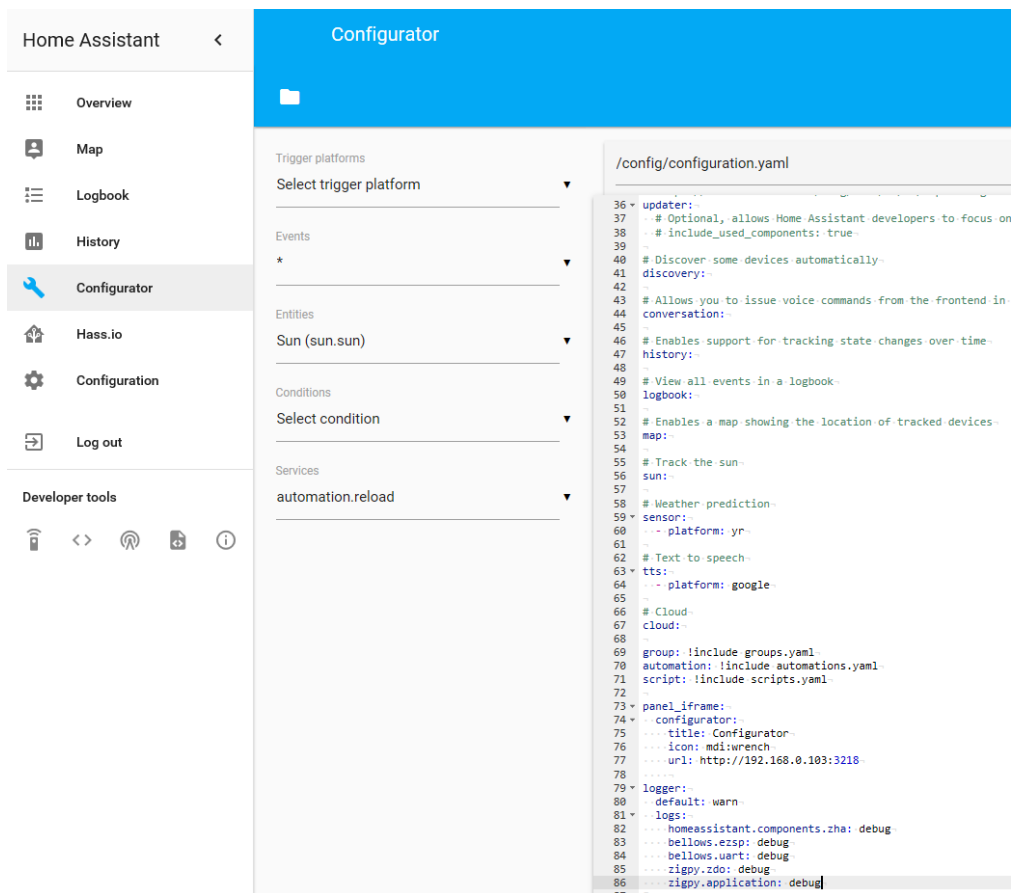 Home Assistant
Configurator
Overview
Map
Logbook
History
Configurator
Hass.io
Configuration
Log out
Developer tools
Trigger platforms
Select trigger platform
Events
*
Entities
Sun (sun.sun)
Conditions
Select condition
Services
automation.reload
/config/configuration.yaml
36 updater:
37   # Optional, allows Home Assistant developers to focus on
38   # include_used_components: true
39
40 # Discover some devices automatically
41 discovery:
42
43 # Allows you to issue voice commands from the frontend in
44 conversation:
45
46 # Enables support for tracking state changes over time
47 history:
48
49 # View all events in a logbook
50 logbook:
51
52 # Enables a map showing the location of tracked devices
53 map:
54
55 # Track the sun
56 sun:
57
58 # Weather prediction
59 sensor:
60   - platform: yr
61
62 # Text to speech
63 tts:
64   - platform: google
65
66 # Cloud
67 cloud:
68
69 group: !include groups.yaml
70 automation: !include automations.yaml
71 script: !include scripts.yaml
72
73 panel_iframe:
74   configurator:
75     title: Configurator
76     icon: mdi:wrench
77     url: http://192.168.0.103:3218
78
79 logger:
80   default: warn
81   logs:
82     homeassistant.components.zha: debug
83     bellows.ezsp: debug
84     bellows.uart: debug
85     zigpy.zdo: debug
86     zigpy.application: debug